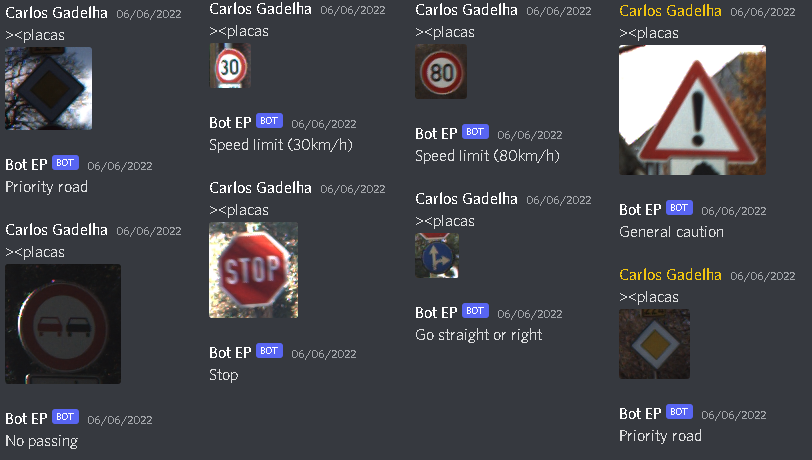 Carlos Gadelha 06/06/2022
><placas
Bot EP BOT 06/06/2022
Priority road
Carlos Gadelha 06/06/2022
><placas
Bot EP BOT 06/06/2022
No passing
Carlos Gadelha 06/06/2022
><placas
30
Bot EP BOT 06/06/2022
Speed limit (30km/h)
Carlos Gadelha 06/06/2022
><placas
STOP
Bot EP BOT 06/06/2022
Stop
Carlos Gadelha 06/06/2022
><placas
80
Bot EP BOT 06/06/2022
Speed limit (80km/h)
Carlos Gadelha 06/06/2022
><placas
Bot EP BOT 06/06/2022
Go straight or right
Carlos Gadelha 06/06/2022
><placas
Bot EP BOT 06/06/2022
General caution
Carlos Gadelha 06/06/2022
><placas
Bot EP BOT 06/06/2022
Priority road